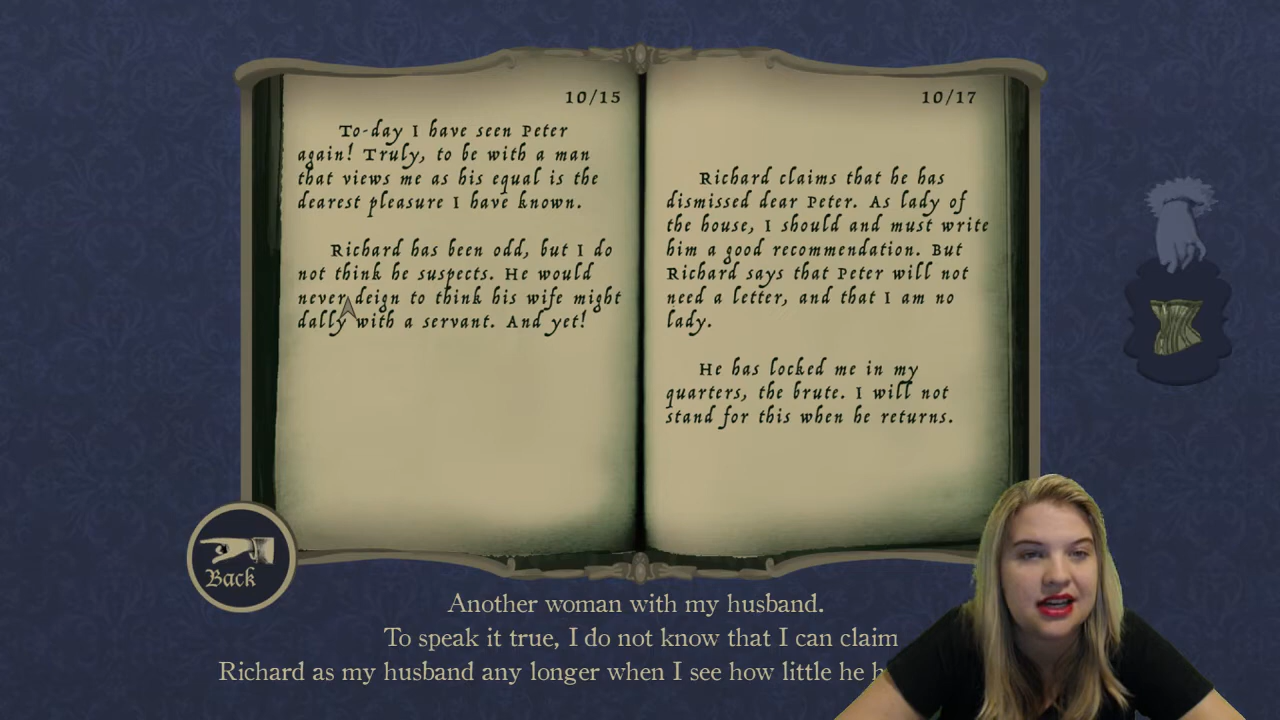 10/15
To-day I have seen Peter
again! Truly, to be with a man
that views me as his equal is the
dearest pleasure I have known.
Richard has been odd, but I do
not think he suspects. He would
never deign to think his wife might
dally with a servant. And yet!
10/17
Richard claims that he has
dismissed dear Peter. As lady of
the house, I should and must write
him a good recommendation. But
Richard says that Peter will not
need a letter, and that I am no
lady.
He has locked me in my
quarters, the brute. I will not
stand for this when he returns.
Back
Another woman with my husband.
To speak it true, I do not know that I can claim
Richard as my husband any longer when I see how little he